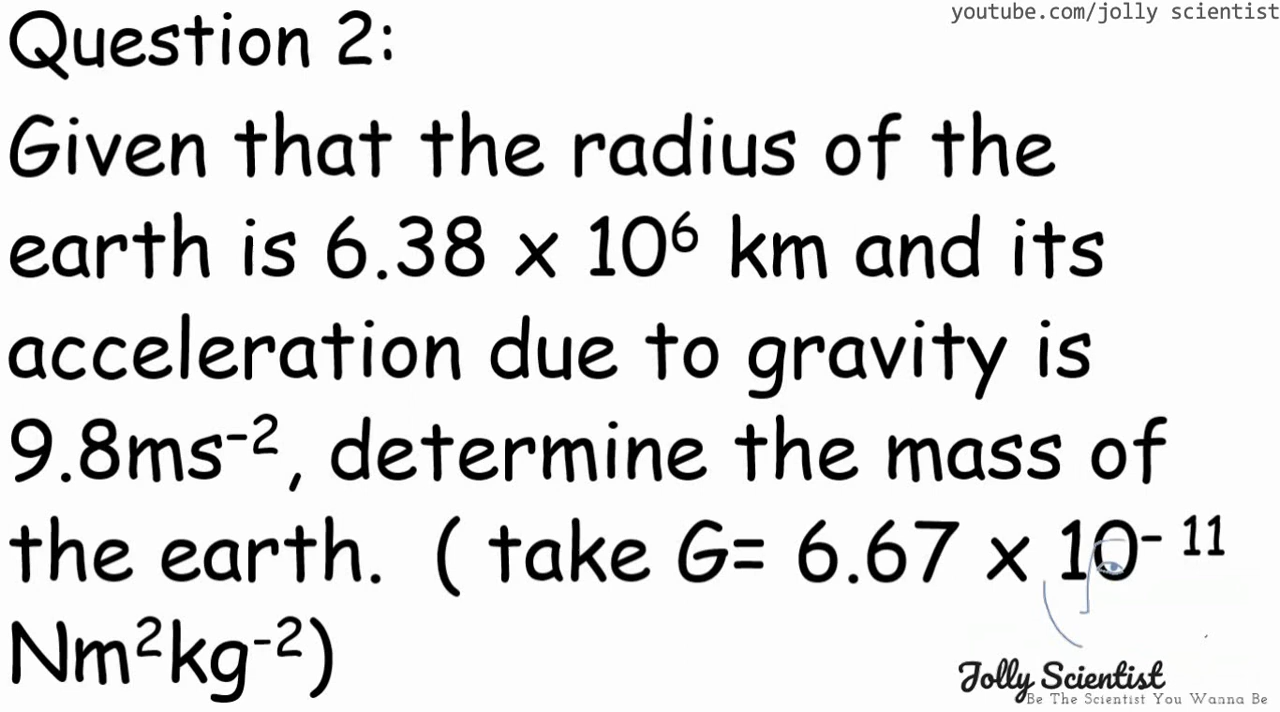 youtube.com/jolly scientist
Question 2:
Given that the radius of the
earth is 6.38 x 10⁶ km and its
acceleration due to gravity is
9.8ms⁻², determine the mass of
the earth. ( take G= 6.67 x 10⁻ ¹¹
Nm²kg⁻²)
Jolly Scientist
Be The Scientist You Wanna Be